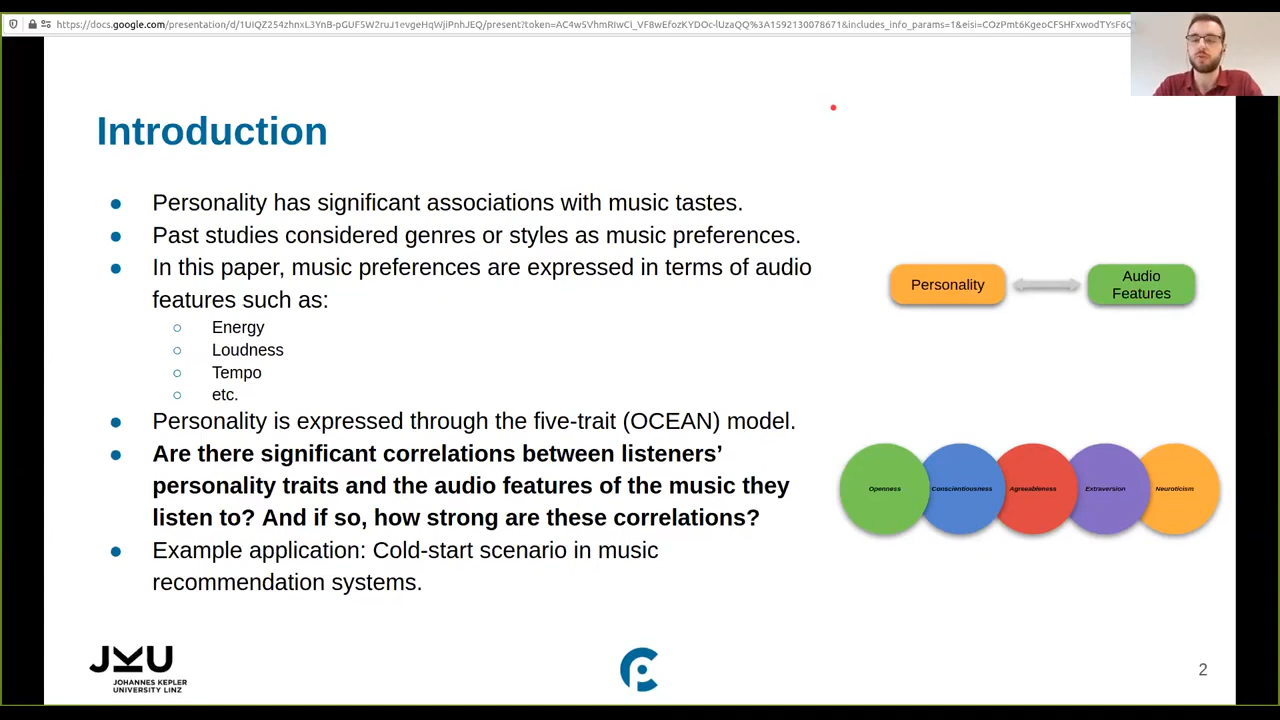 Introduction
● Personality has significant associations with music tastes.
● Past studies considered genres or styles as music preferences.
● In this paper, music preferences are expressed in terms of audio
features such as:
○ Energy
○ Loudness
○ Tempo
○ etc.
● Personality is expressed through the five-trait (OCEAN) model.
● Are there significant correlations between listeners’
personality traits and the audio features of the music they
listen to? And if so, how strong are these correlations?
● Example application: Cold-start scenario in music
recommendation systems.
Personality
Audio
Features
Openness
Conscientiousness
Agreeableness
Extraversion
Neuroticism
JKU
JOHANNES KEPLER
UNIVERSITY LINZ
2